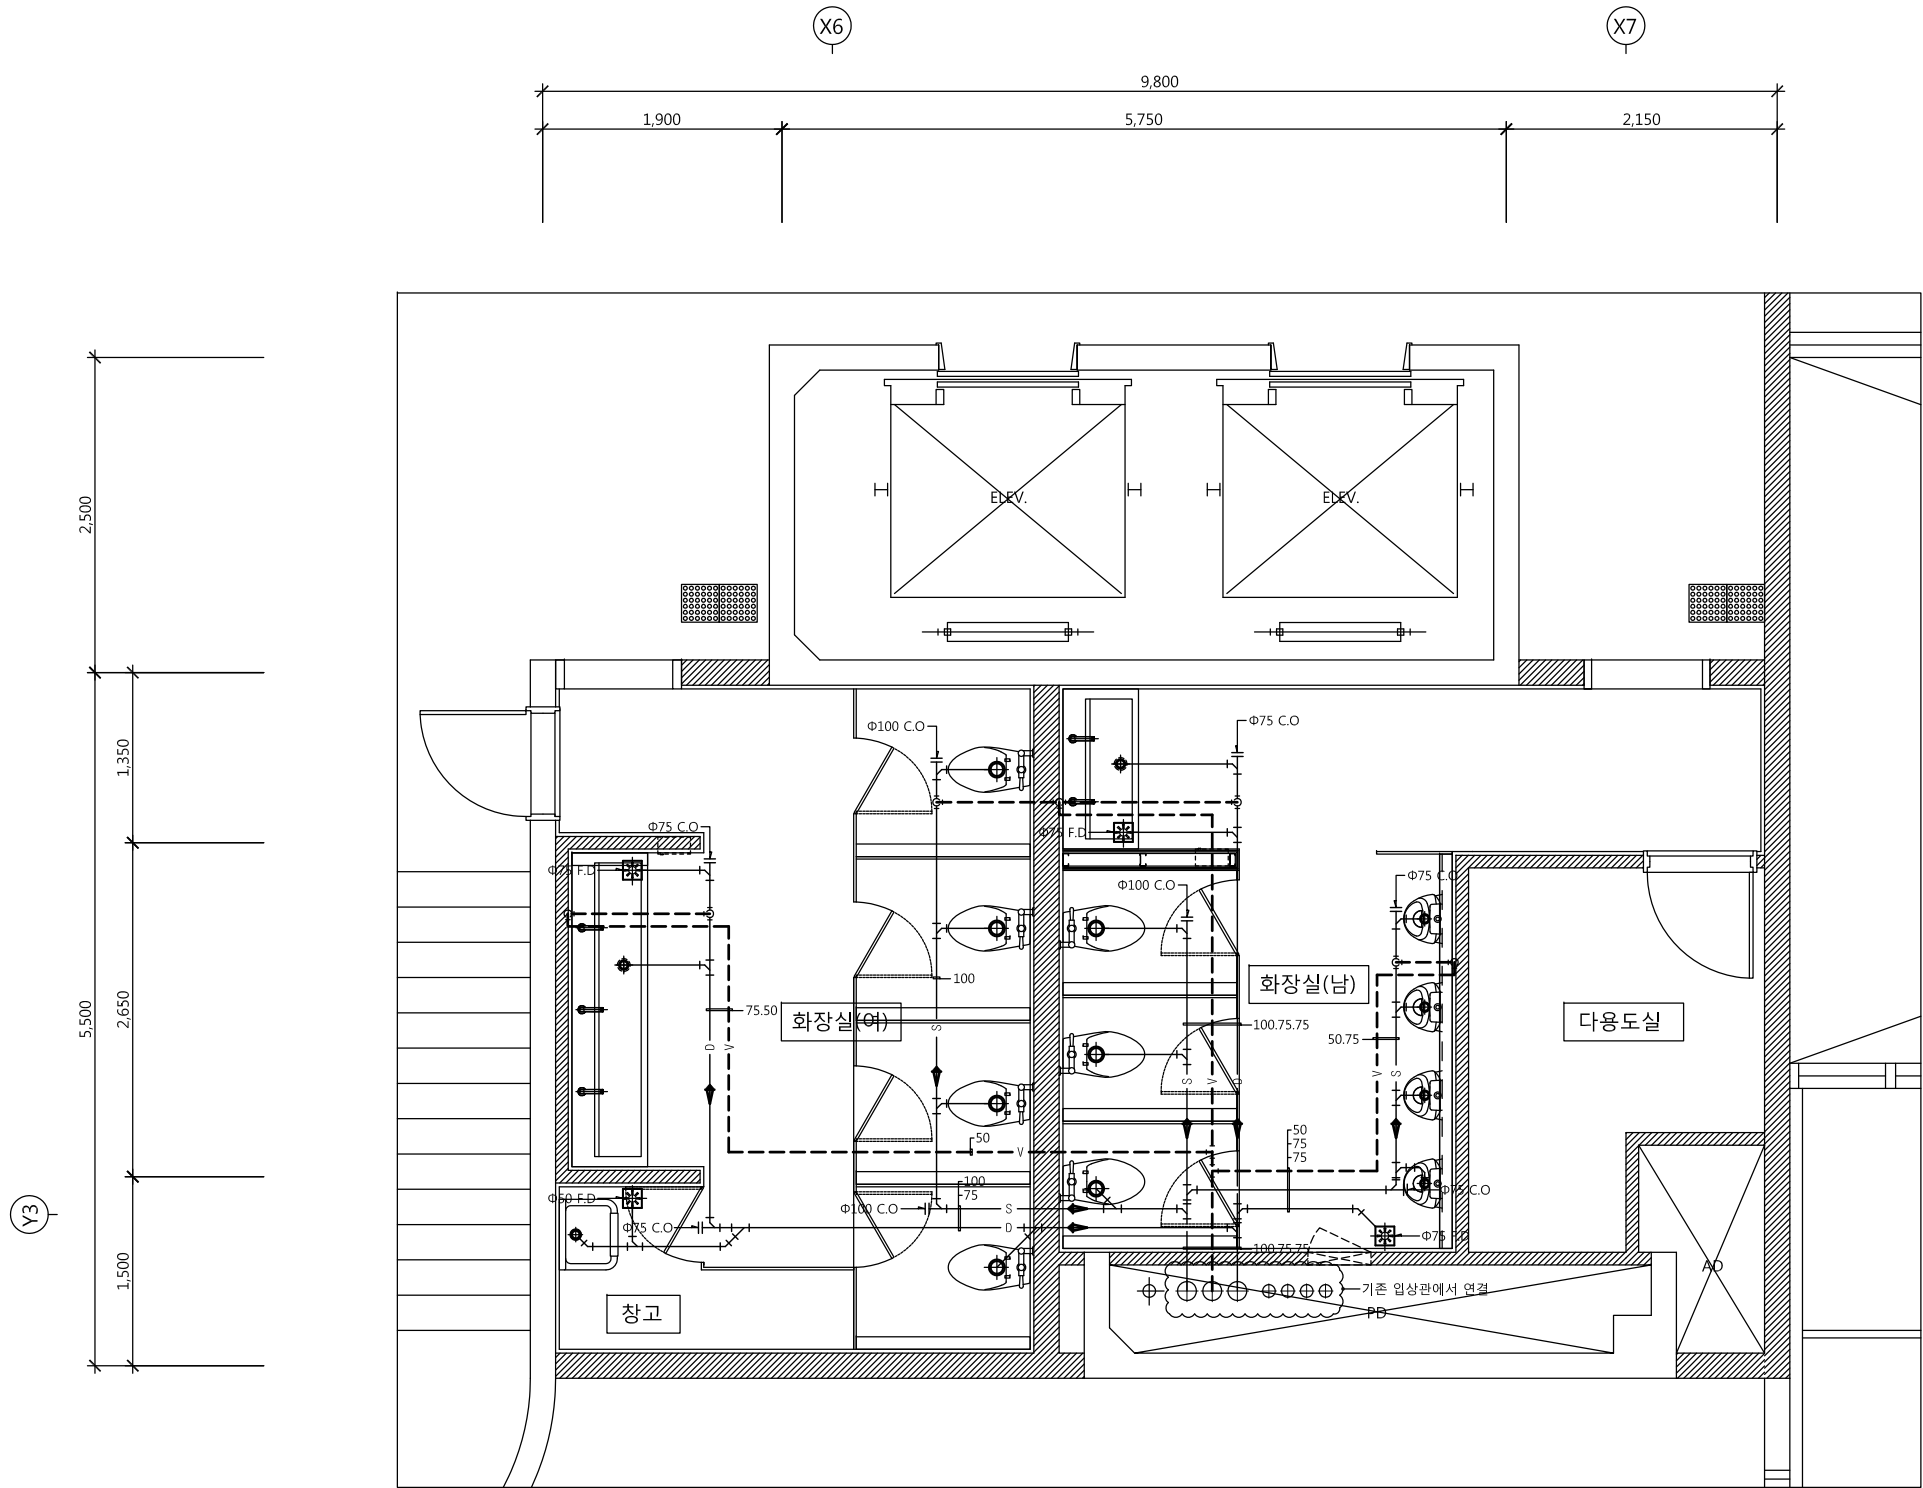 X6
X7
9,800
1,900
5,750
2,150
2,500
ELEV.
ELEV.
1,350
Φ100 C.O
Φ75 C.O
Φ75 C.O
Φ75 F.D
Φ75 F.D
Φ100 C.O
Φ75 C.O
100
화장실(남)
2,650
5,500
75.50
화장실(여)
S
100.75.75
50.75
다용도실
D
V
S
V
D
V
S
50
V
50
75
75
100
75
Φ50 F.D
Φ75 C.O
Φ100 C.O
S
D
Φ75 C.O
Φ75 F.D
Y3
1,500
100.75.75
AD
기존 입상관에서 연결
PD
창고